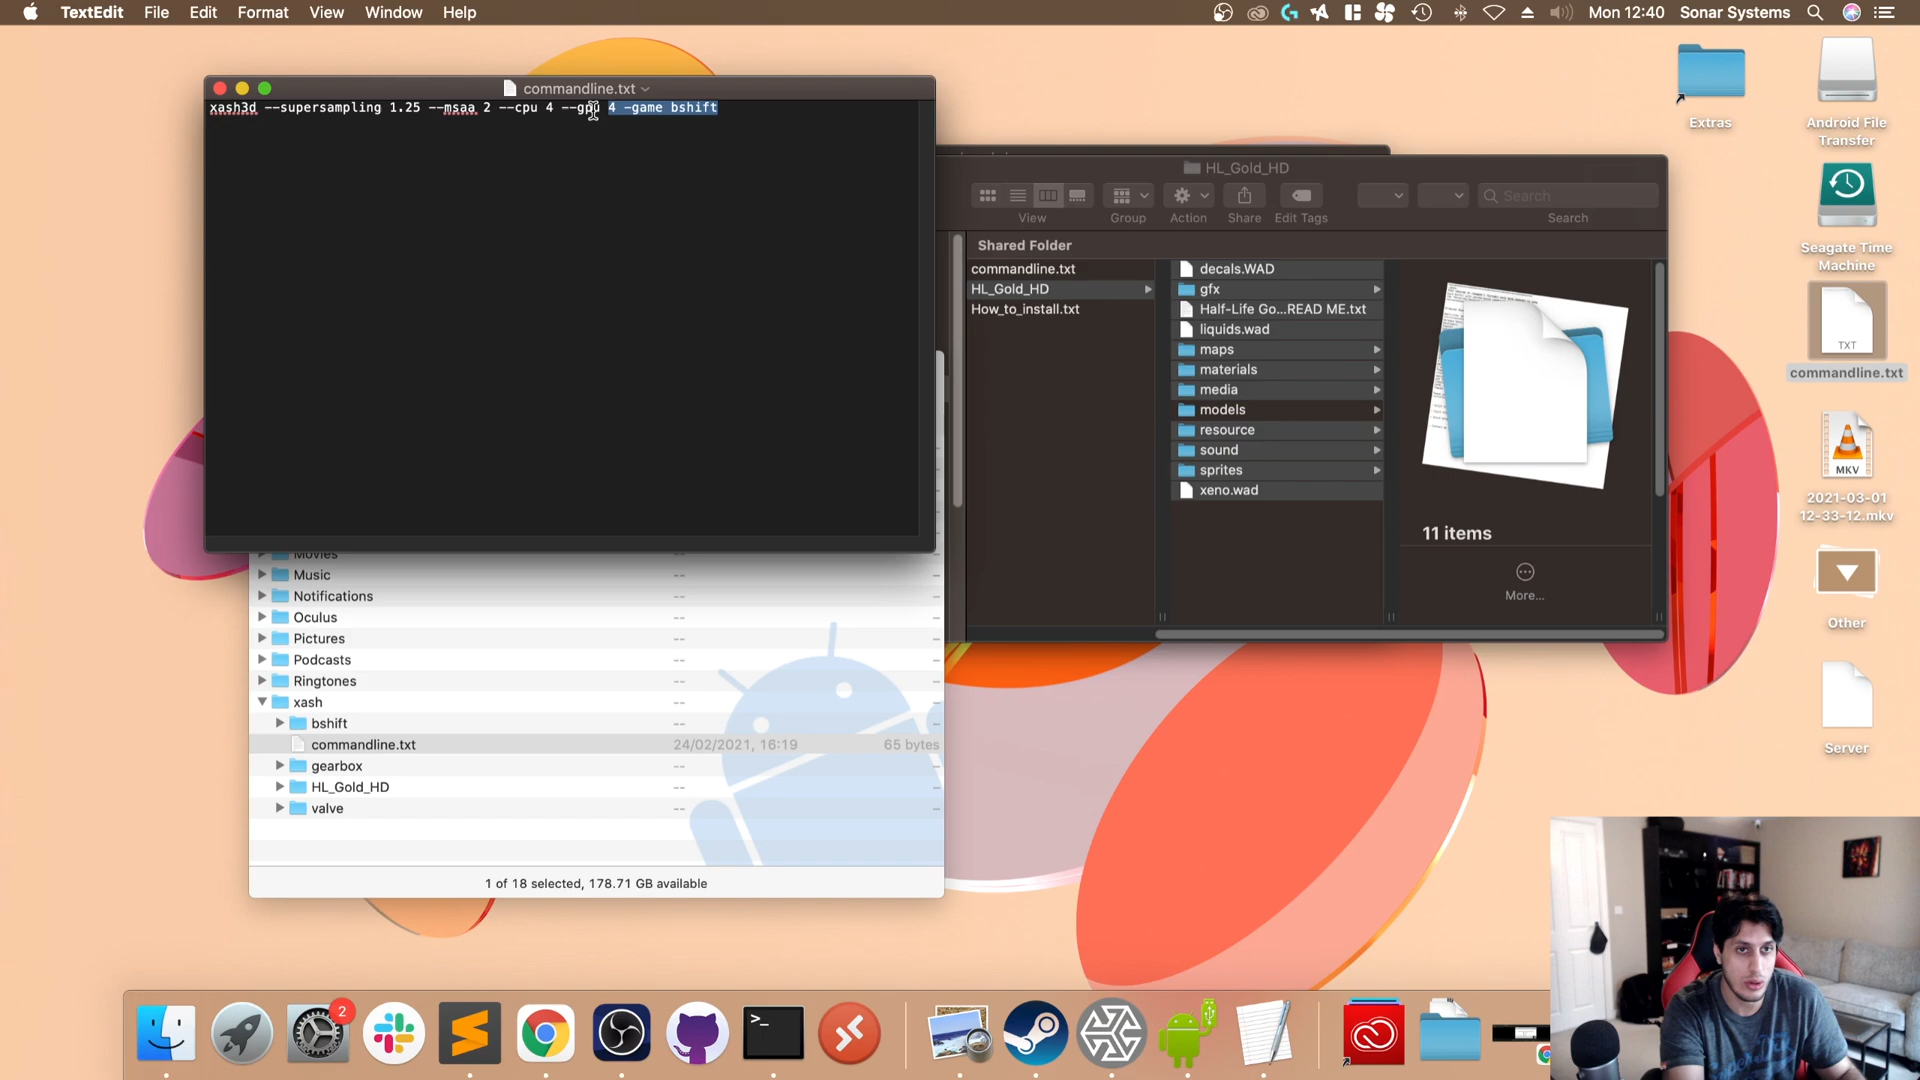 TextEdit File Edit Format View Window Help
Mon 12:40 Sonar Systems
commandline.txt
xash3d --supersampling 1.25 --msaa 2 --cpu 4 --gpu 4 -game bshift
HL_Gold_HD
View Group Action Share Edit Tags
Search
Search
Shared Folder
commandline.txt
HL_Gold_HD
How_to_install.txt
decals.WAD
gfx
Half-Life Go...READ ME.txt
liquids.wad
maps
materials
media
models
resource
sound
sprites
xeno.wad
11 items
More...
Movies --
Music --
Notifications --
Oculus --
Pictures --
Podcasts --
Ringtones --
xash --
bshift --
commandline.txt 24/02/2021, 16:19 65 bytes
gearbox --
HL_Gold_HD --
valve --
1 of 18 selected, 178.71 GB available
Extras
Android File
Transfer
Seagate Time
Machine
TXT
commandline.txt
MKV
2021-03-01
12-33-12.mkv
Other
Server
2
>_